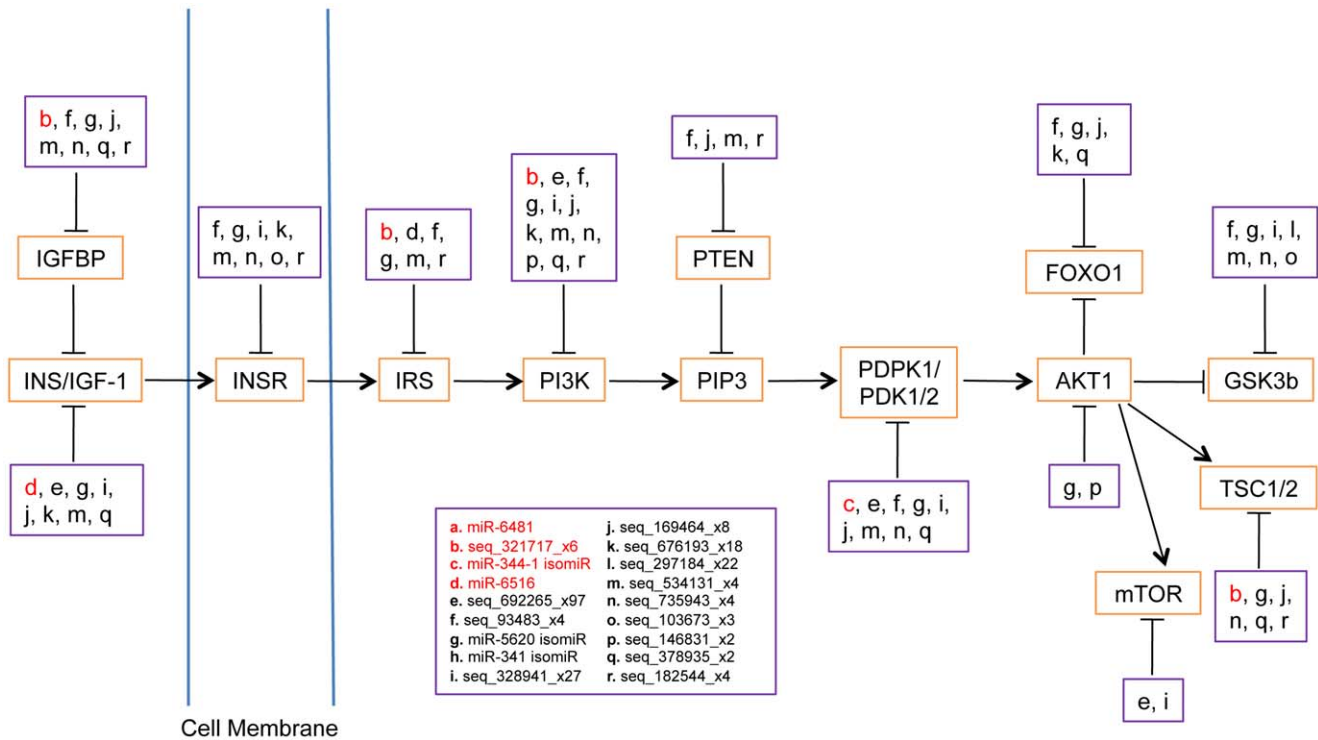 b, f, g, j,
m, n, q, r
IGFBP
INS/IGF-1
d, e, g, i,
j, k, m, q
f, g, i, k,
m, n, o, r
INSR
Cell Membrane
b, d, f,
g, m, r
IRS
b, e, f,
g, i, j,
k, m, n,
p, q, r
PI3K
f, j, m, r
PTEN
PIP3
PDPK1/
PDK1/2
c, e, f, g, i,
j, m, n, q
f, g, j,
k, q
FOXO1
AKT1
g, p
f, g, i, l,
m, n, o
GSK3b
TSC1/2
b, g, j,
n, q, r
mTOR
e, i
a. miR-6481
b. seq_321717_x6
c. miR-344-1 isomiR
d. miR-6516
e. seq_692265_x97
f. seq_93483_x4
g. miR-5620 isomiR
h. miR-341 isomiR
i. seq_328941_x27
j. seq_169464_x8
k. seq_676193_x18
l. seq_297184_x22
m. seq_534131_x4
n. seq_735943_x4
o. seq_103673_x3
p. seq_146831_x2
q. seq_378935_x2
r. seq_182544_x4